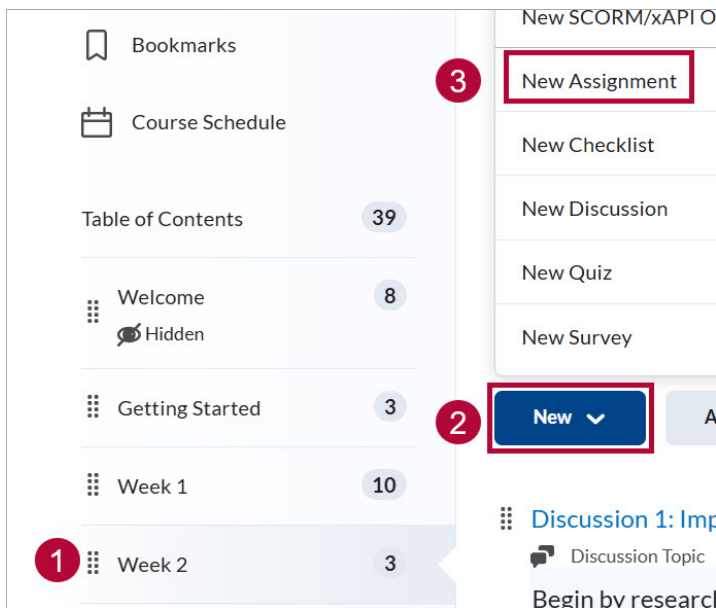 Bookmarks
Course Schedule
Table of Contents 39
Welcome 8
Hidden
Getting Started 3
Week 1 10
1 Week 2 3
New SCORM/xAPI O
3 New Assignment
New Checklist
New Discussion
New Quiz
New Survey
2 New A
Discussion 1: Imp
Discussion Topic
Begin by research